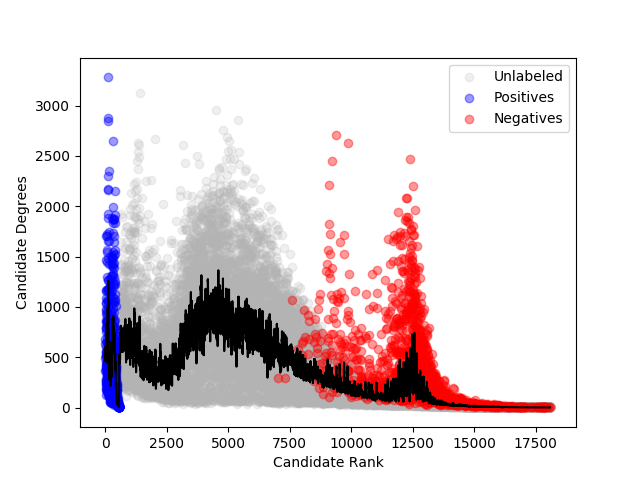 Unlabeled
Positives
Negatives
3000
2500
2000
1500
1000
500
0
Candidate Degrees
0 2500 5000 7500 10000 12500 15000 17500
Candidate Rank